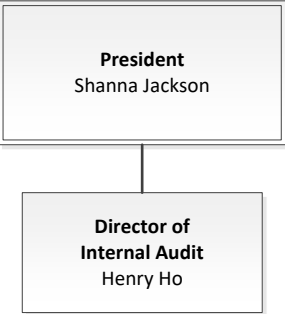 President
Shanna Jackson
Director of
Internal Audit
Henry Ho